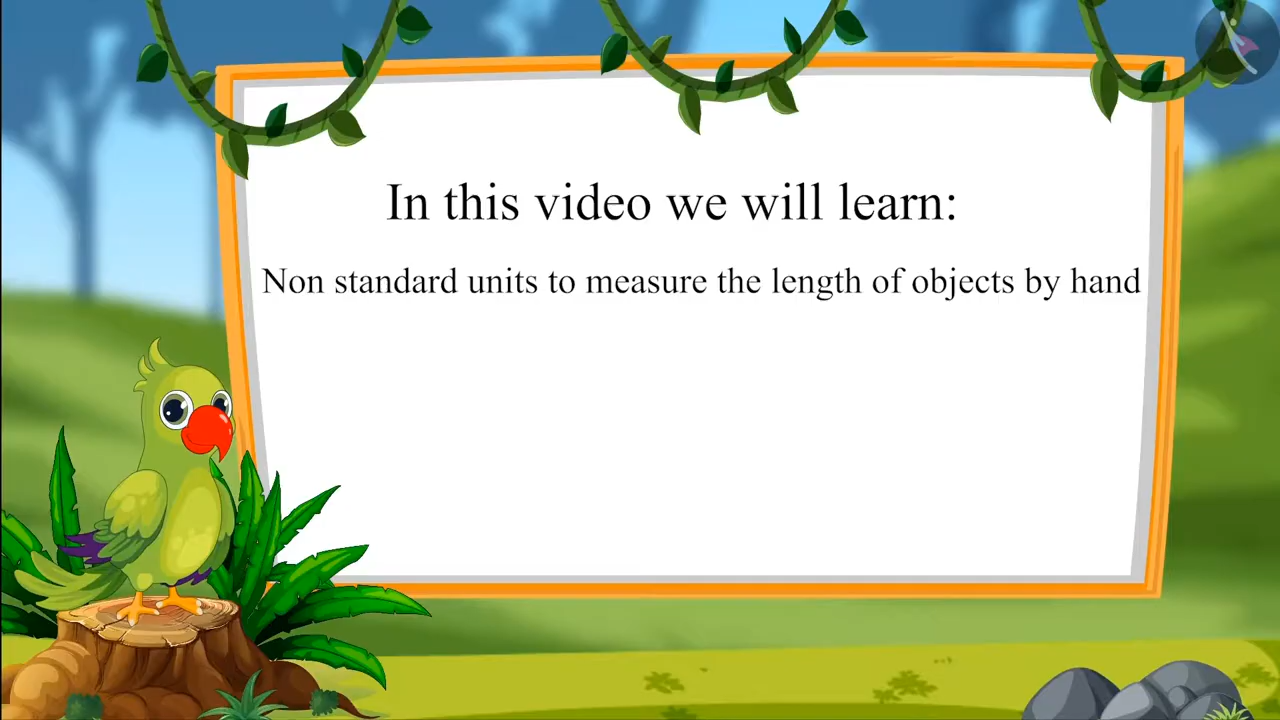 In this video we will learn:
Non standard units to measure the length of objects by hand